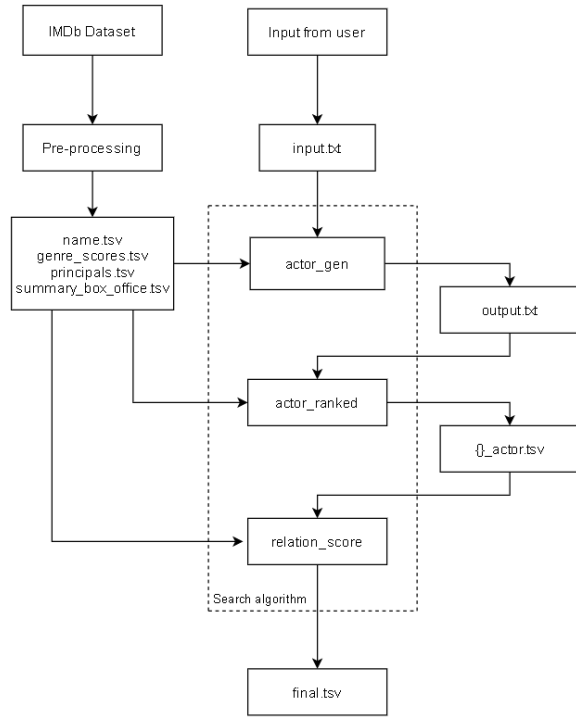 IMDb Dataset
Input from user
Pre-processing
input.txt
name.tsv
genre_scores.tsv
principals.tsv
summary_box_office.tsv
actor_gen
output.txt
actor_ranked
{}_actor.tsv
relation_score
Search algorithm
final.tsv